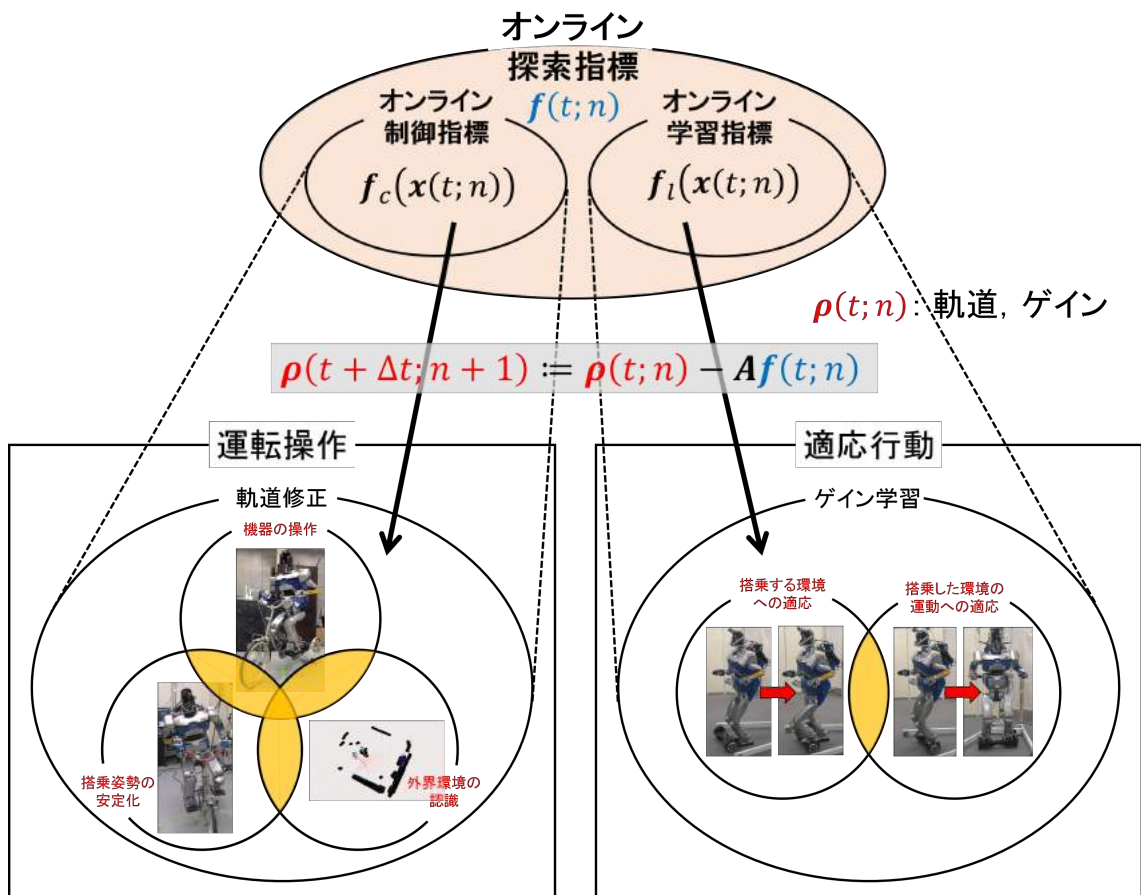 オンライン
探索指標
f(t; n)
オンライン
制御指標
f_c(x(t; n))
オンライン
学習指標
f_l(x(t; n))
ρ(t; n): 軌道, ゲイン
ρ(t + Δt; n + 1) ≔ ρ(t; n) − Af(t; n)
運転操作
軌道修正
機器の操作
搭乗姿勢の
安定化
外界環境の
認識
適応行動
ゲイン学習
搭乗する環境
への適応
搭乗した環境の
運動への適応